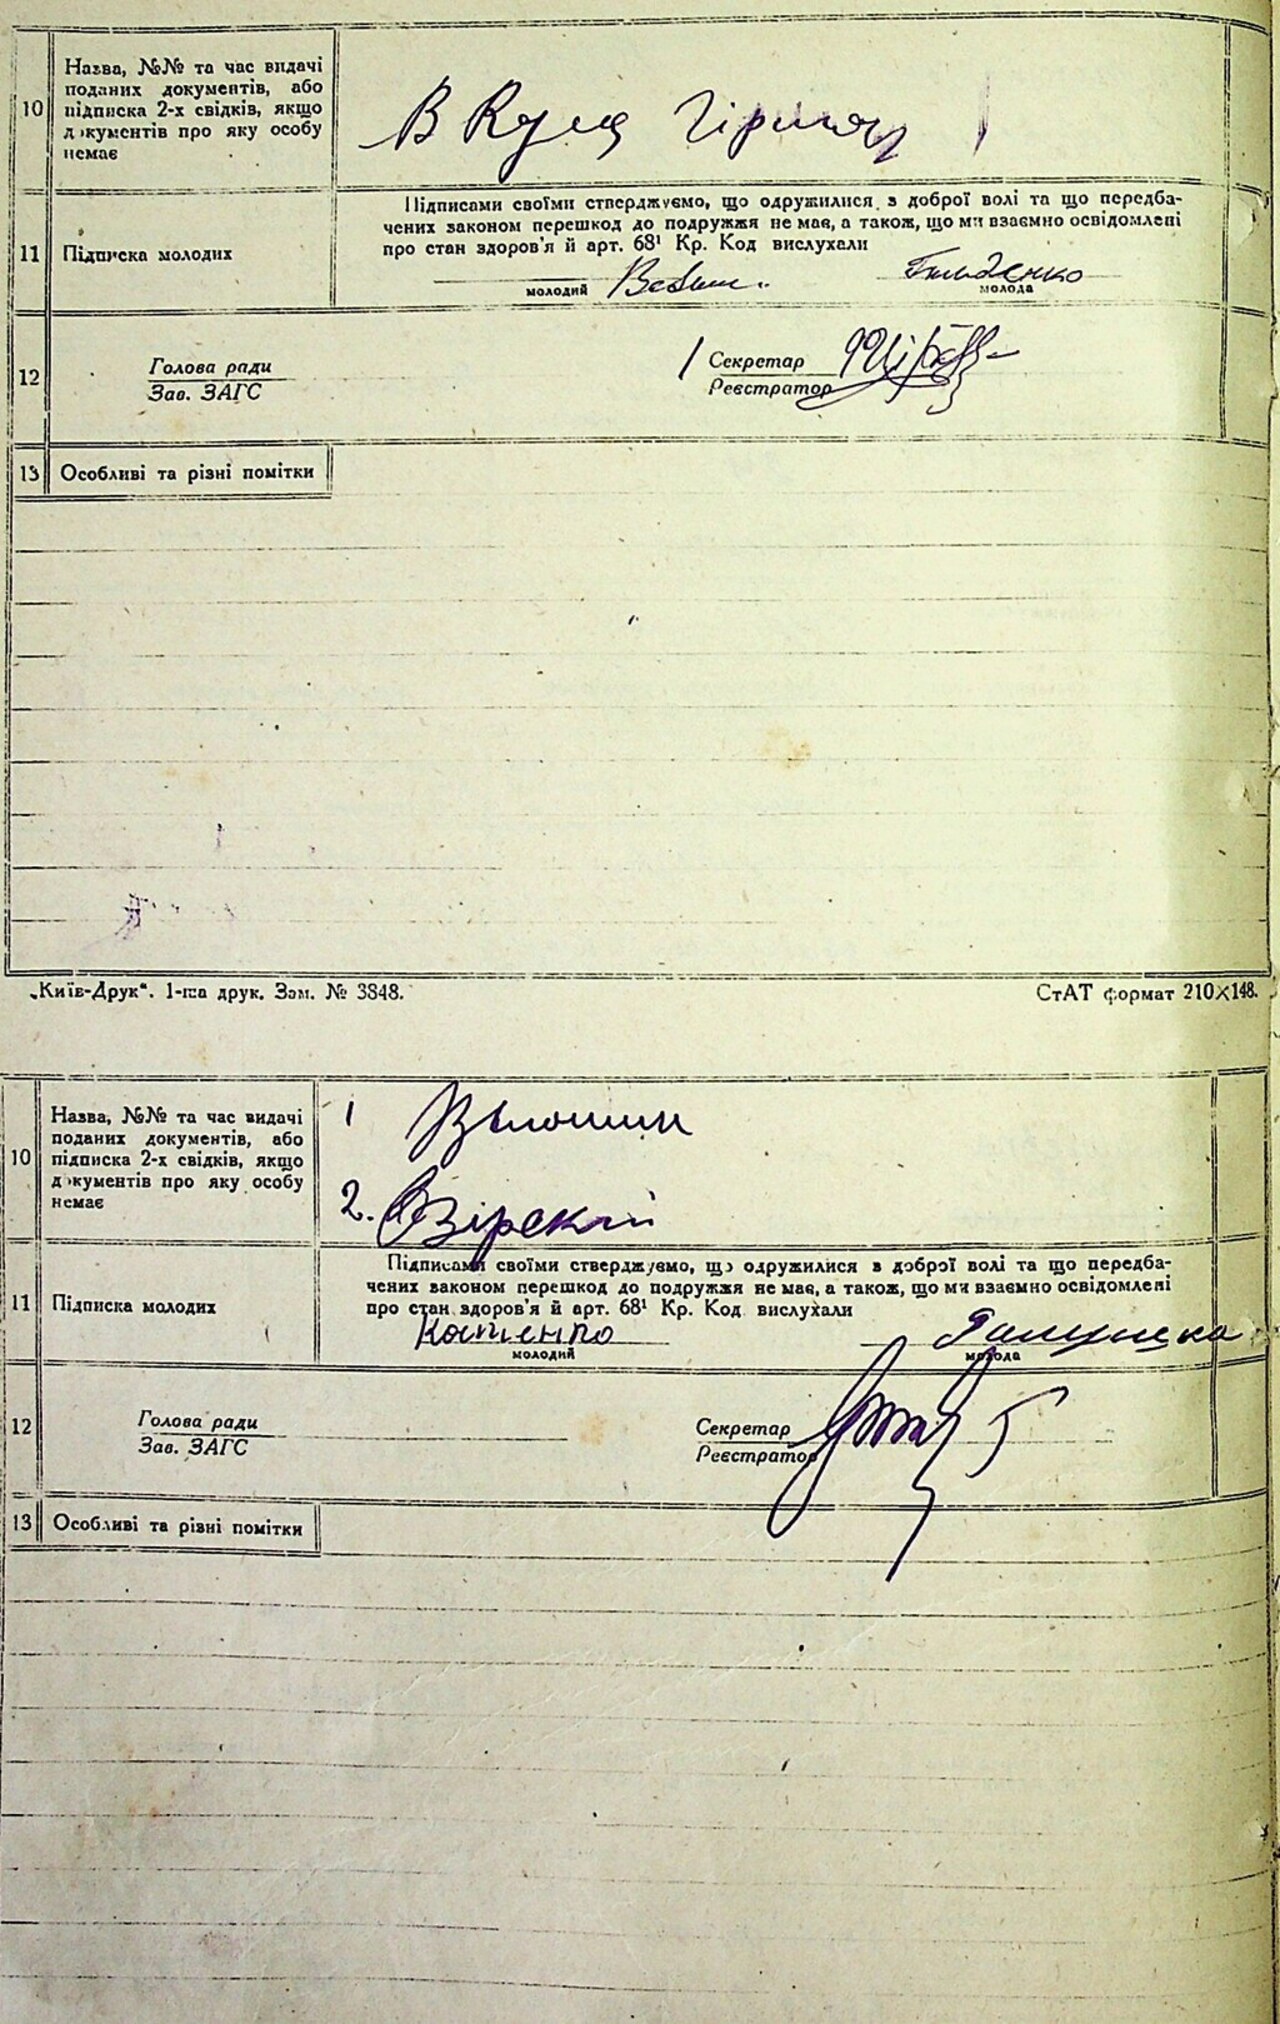 10
Назва, №№ та час видачі
поданих документів, або
підписка 2-х свідків, якщо
документів про яку особу
немає
11
Підписка молодих
Підписами своїми стверджуємо, що одружилися з доброї волі та що передба-
чених законом перешкод до подружжя не має, а також, що ми взаємно освідомлені
про стан здоров'я й арт. 68¹ Кр. Код вислухали
молодий
молода
12
Голова ради
Зав. ЗАГС
Секретар
Реєстратор
13
Особливі та різні помітки
„Київ-Друк“. 1-ша друк. Зам. № 3848.
СтАТ формат 210×148.
10
Назва, №№ та час видачі
поданих документів, або
підписка 2-х свідків, якщо
документів про яку особу
немає
1 Волошин
2. Озірский
11
Підписка молодих
Підписами своїми стверджуємо, що одружилися в доброї волі та що передба-
чених законом перешкод до подружжя не має, а також, що ми взаємно освідомлені
про стан здоров'я й арт. 68¹ Кр. Код вислухали
молодий
молода
12
Голова ради
Зав. ЗАГС
Секретар
Реєстратор
13
Особливі та різні помітки